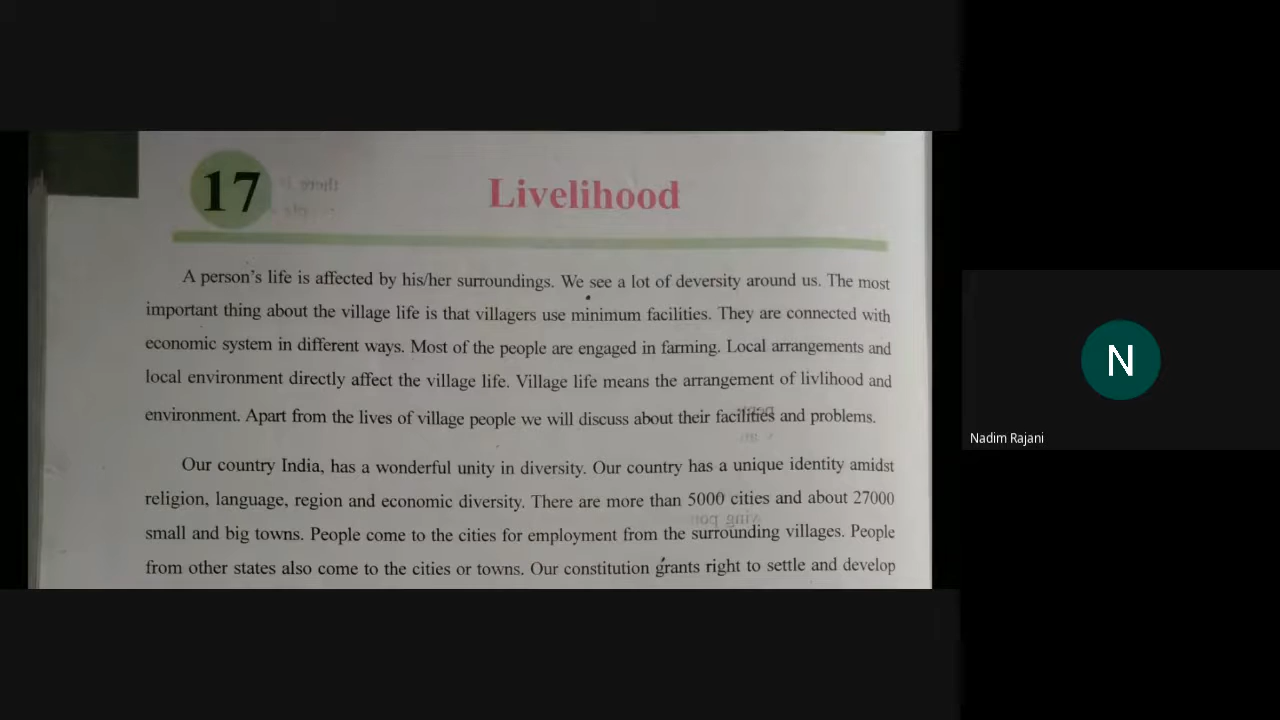 17
Livelihood
A person's life is affected by his/her surroundings. We see a lot of deversity around us. The most
important thing about the village life is that villagers use minimum facilities. They are connected with
economic system in different ways. Most of the people are engaged in farming. Local arrangements and
local environment directly affect the village life. Village life means the arrangement of livlihood and
environment. Apart from the lives of village people we will discuss about their facilities and problems.
Our country India, has a wonderful unity in diversity. Our country has a unique identity amidst
religion, language, region and economic diversity. There are more than 5000 cities and about 27000
small and big towns. People come to the cities for employment from the surrounding villages. People
from other states also come to the cities or towns. Our constitution grants right to settle and develop
N
Nadim Rajani